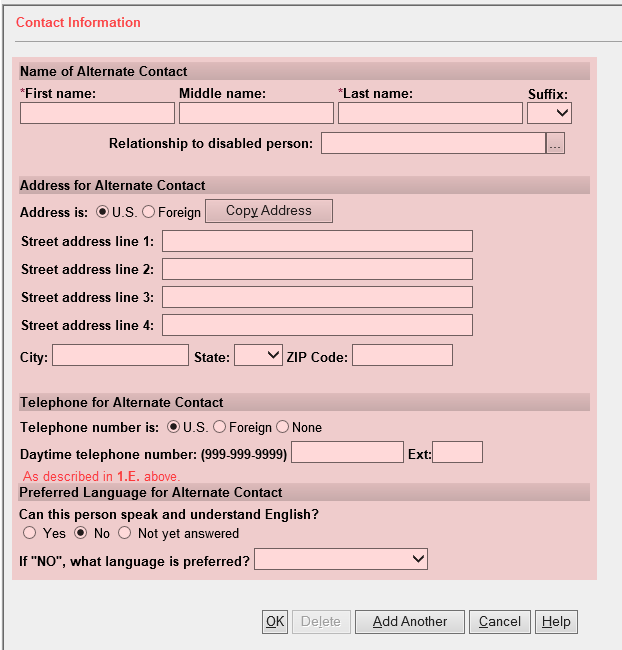 Contact Information
Name of Alternate Contact
*First name: Middle name: *Last name: Suffix:
Relationship to disabled person: ...
Address for Alternate Contact
Address is: U.S. Foreign Copy Address
Street address line 1:
Street address line 2:
Street address line 3:
Street address line 4:
City: State: ZIP Code:
Telephone for Alternate Contact
Telephone number is: U.S. Foreign None
Daytime telephone number: (999-999-9999) Ext:
As described in 1.E. above.
Preferred Language for Alternate Contact
Can this person speak and understand English?
Yes No Not yet answered
If "NO", what language is preferred?
OK Delete Add Another Cancel Help